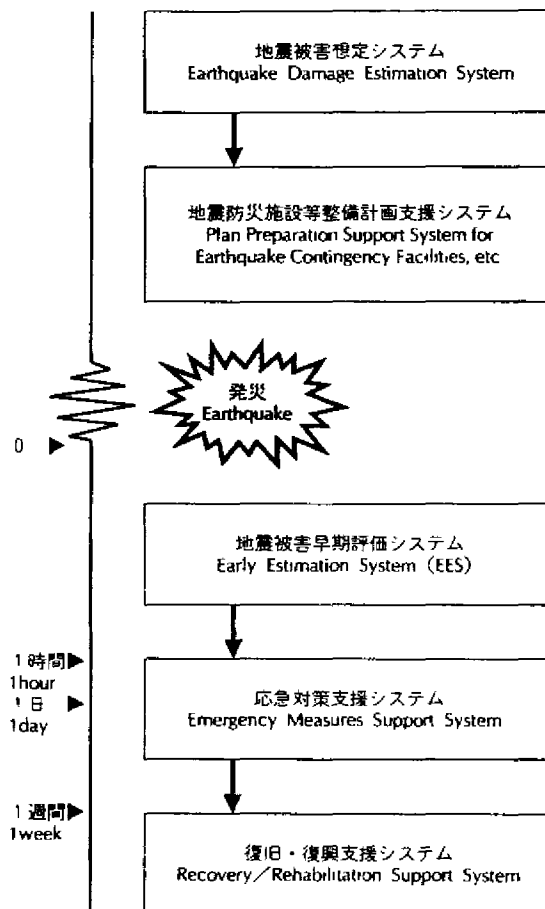 地震被害想定システム
Earthquake Damage Estimation System
地震防災施設等整備計画支援システム
Plan Preparation Support System for
Earthquake Contingency Facilities, etc
発災
Earthquake
0 ▶
地震被害早期評価システム
Early Estimation System (EES)
1時間▶
1hour
1日 ▶
1day
応急対策支援システム
Emergency Measures Support System
1週間▶
1week
復旧・復興支援システム
Recovery／Rehabilitation Support System